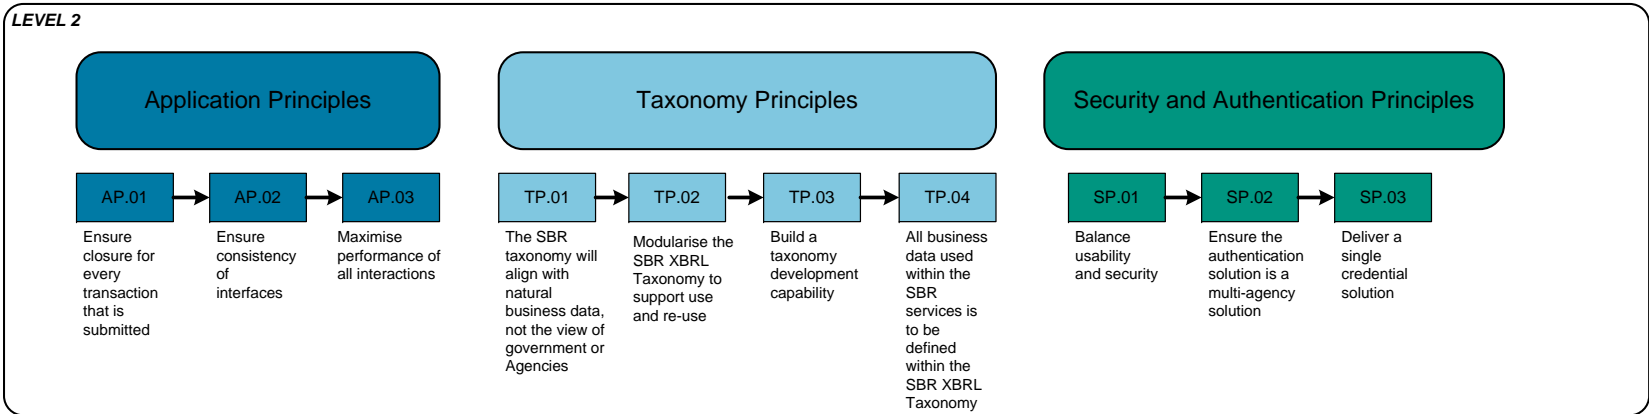 LEVEL 2
Application Principles
Taxonomy Principles
Security and Authentication Principles
AP.01
AP.02
AP.03
TP.01
TP.02
TP.03
TP.04
SP.01
SP.02
SP.03
Ensure
closure for
every
transaction
that is
submitted
Ensure
consistency
of
interfaces
Maximise
performance of
all interactions
The SBR
taxonomy will
align with
natural
business data,
not the view of
government or
Agencies
Modularise the
SBR XBRL
Taxonomy to
support use
and re-use
Build a
taxonomy
development
capability
All business
data used
within the
SBR
services is
to be
defined
within the
SBR XBRL
Taxonomy
Balance
usability
and security
Ensure the
authentication
solution is a
multi-agency
solution
Deliver a
single
credential
solution